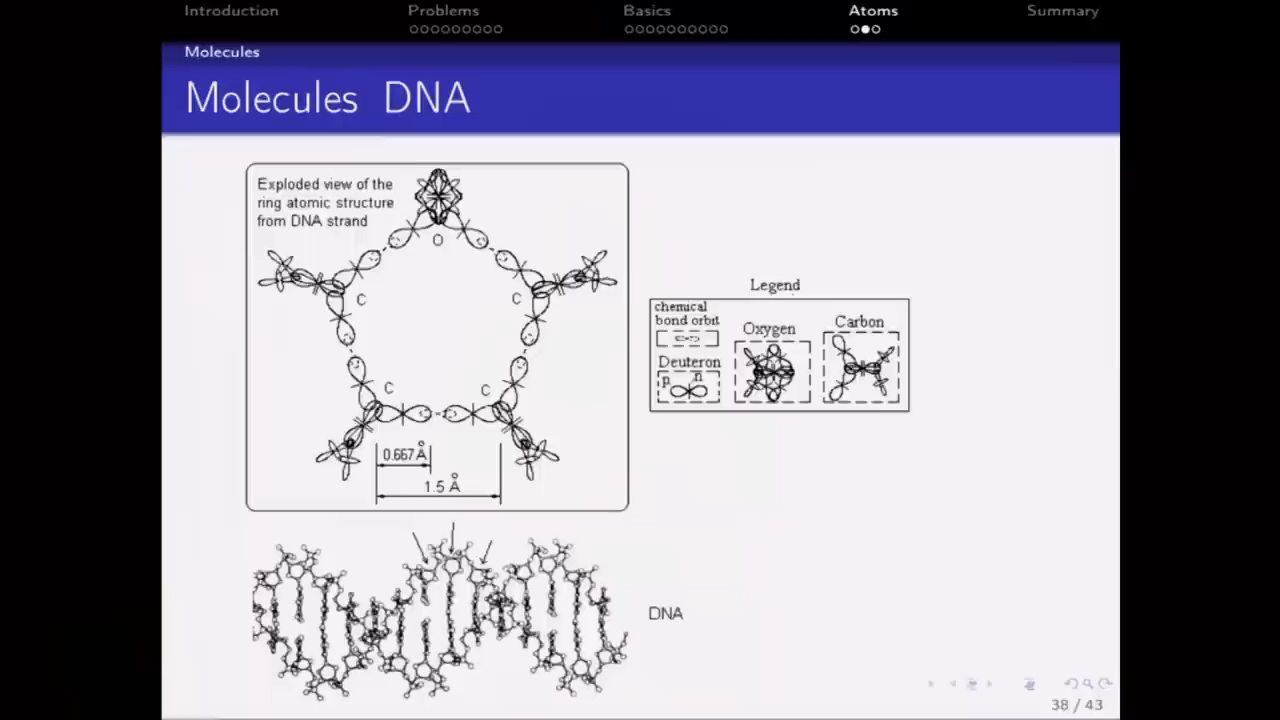 Introduction Problems Basics Atoms Summary
Molecules
Molecules DNA
Exploded view of the
ring atomic structure
from DNA strand
O
C C
C C
0.667 Å
1.5 Å
Legend
chemical
bond orbit
Oxygen
Carbon
Deuteron
p n
DNA
38 / 43